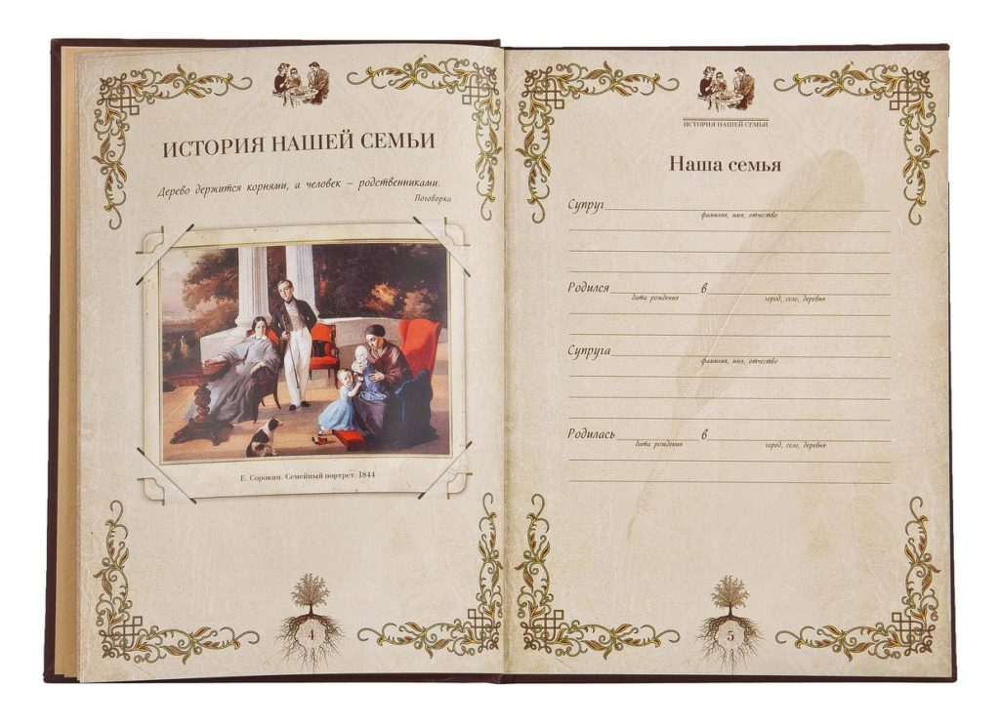 ИСТОРИЯ НАШЕЙ СЕМЬИ
Дерево держится корнями, а человек – родственниками.
Поговорка
Е. Сорокин. Семейный портрет. 1844
4
ИСТОРИЯ НАШЕЙ СЕМЬИ
Наша семья
Супруг
фамилия, имя, отчество
Родился в
дата рождения город, село, деревня
Супруга
фамилия, имя, отчество
Родилась в
дата рождения город, село, деревня
5